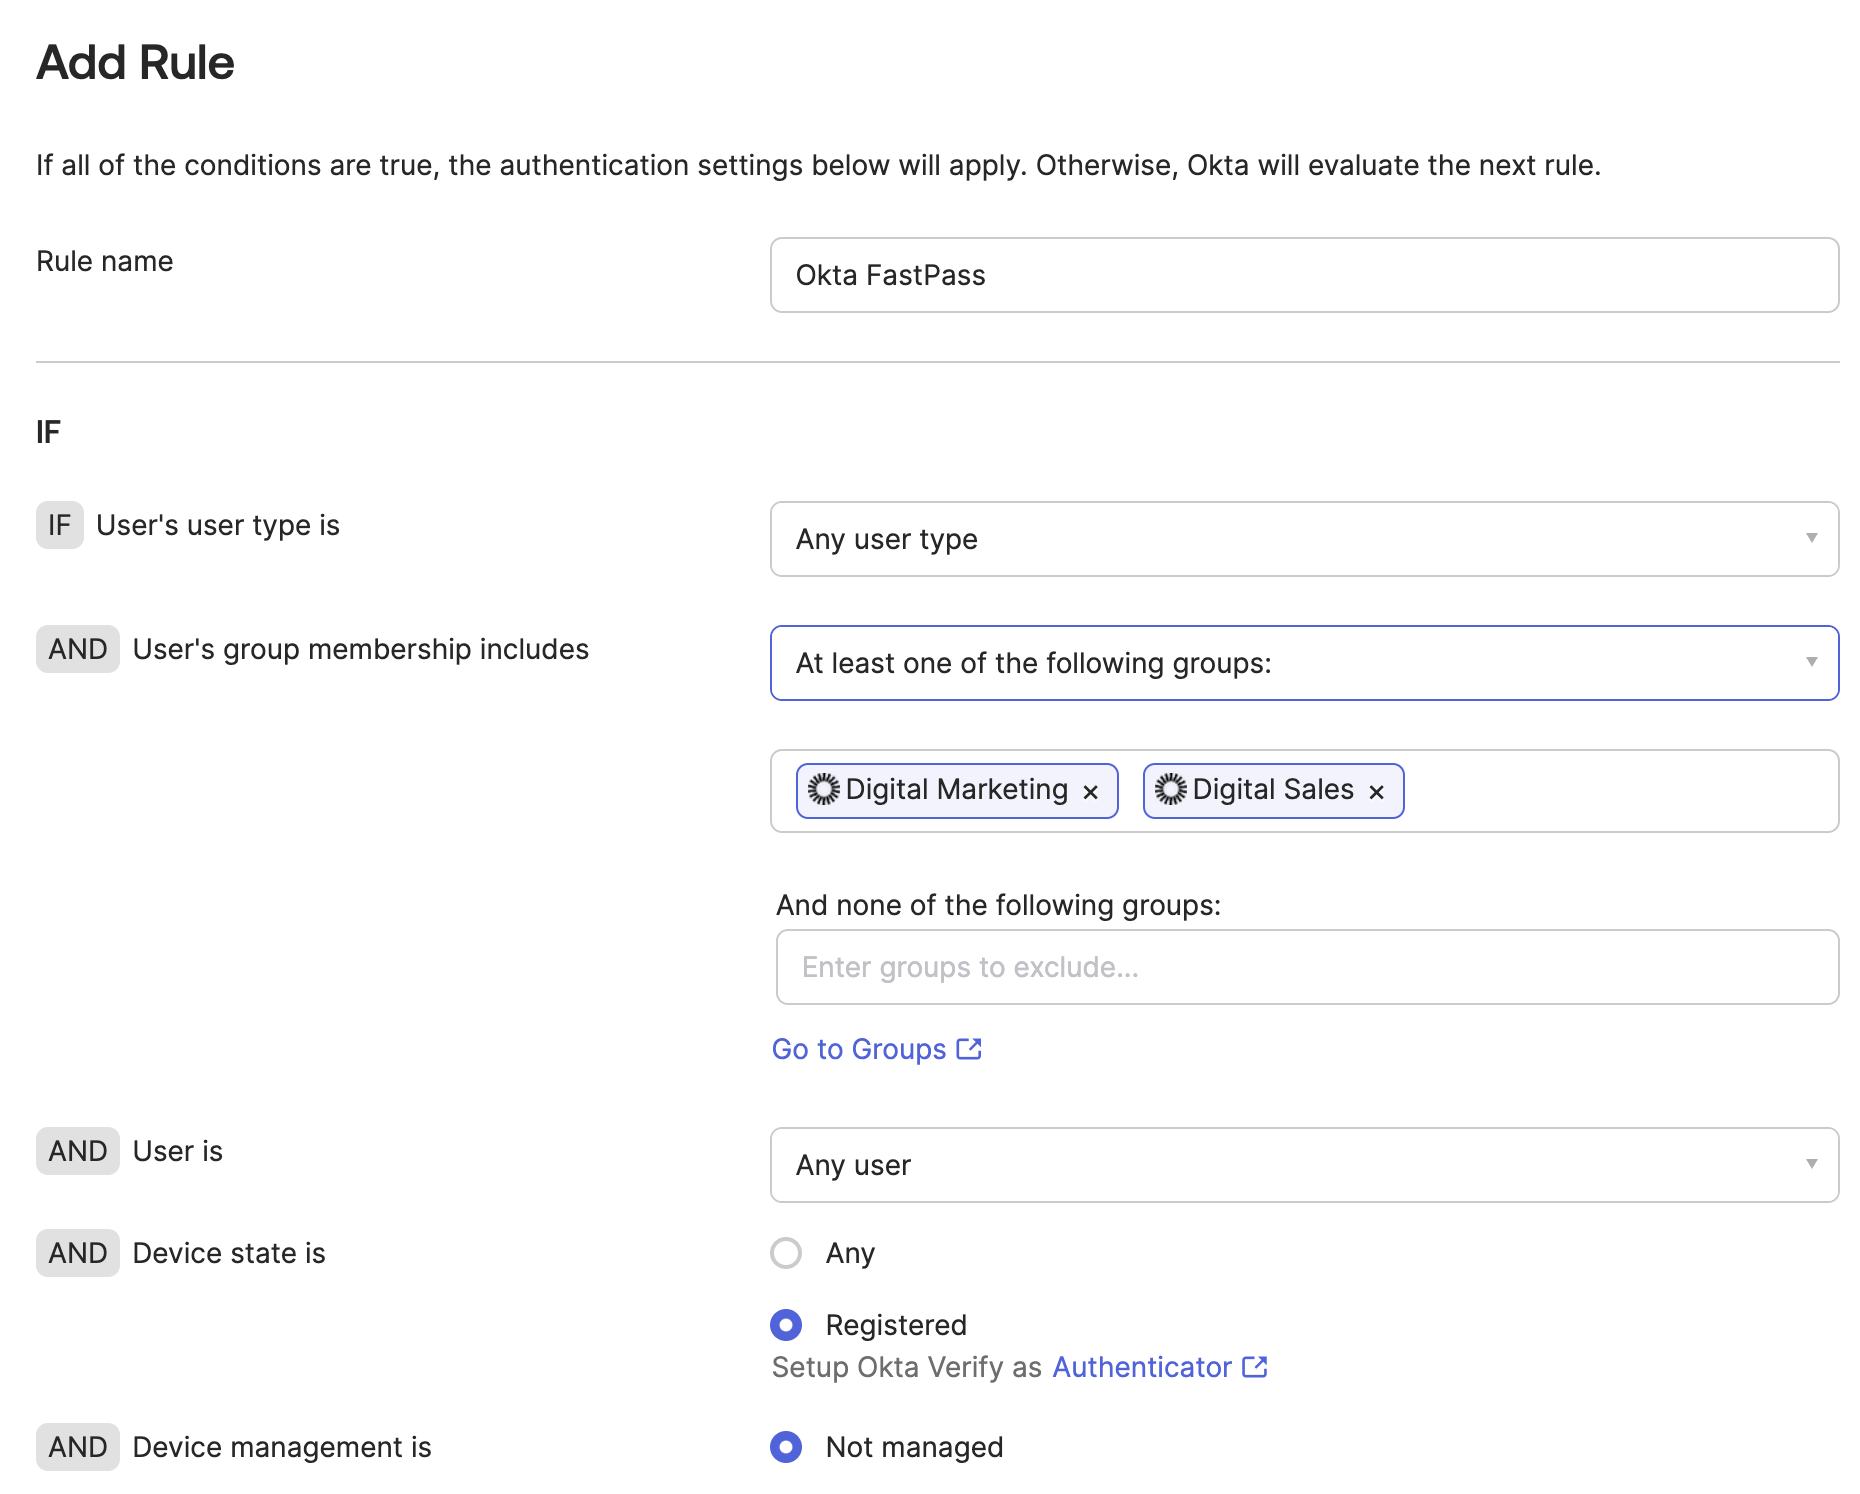 Add Rule
If all of the conditions are true, the authentication settings below will apply. Otherwise, Okta will evaluate the next rule.
Rule name
Okta FastPass
IF
IF User's user type is
Any user type
AND User's group membership includes
At least one of the following groups:
Digital Marketing × Digital Sales ×
And none of the following groups:
Enter groups to exclude...
Go to Groups
AND User is
Any user
AND Device state is
Any
Registered
Setup Okta Verify as Authenticator
AND Device management is
Not managed